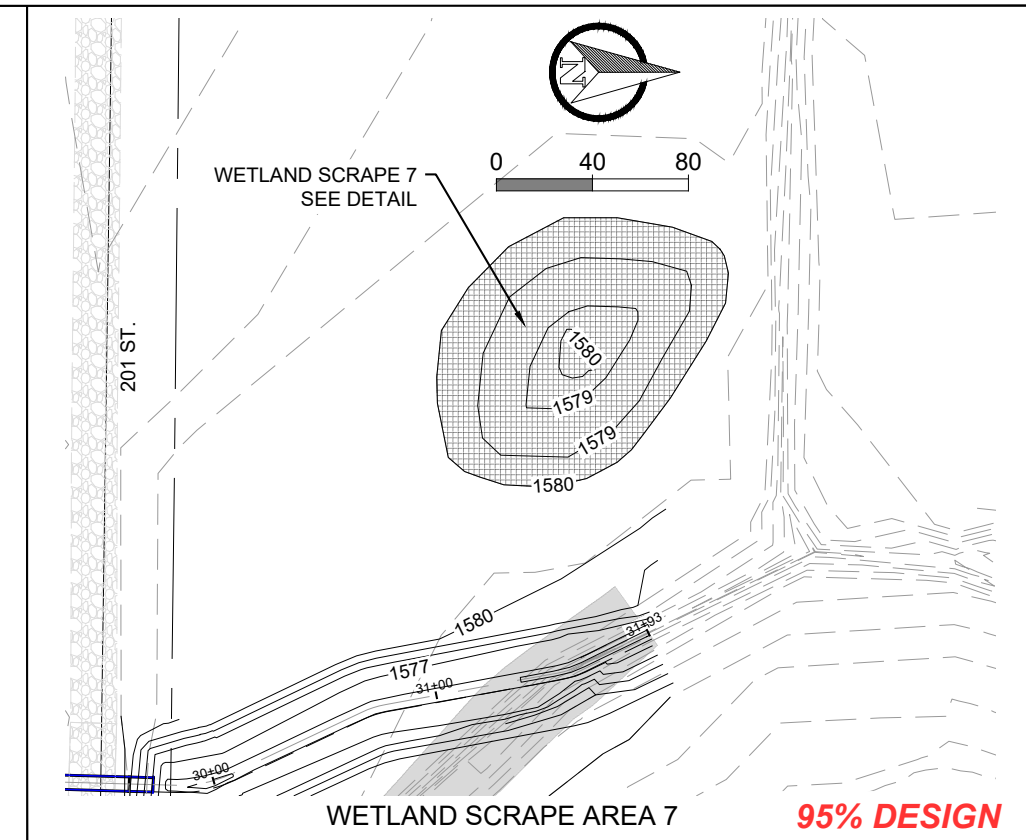 N
0 40 80
WETLAND SCRAPE 7
SEE DETAIL
201 ST.
1580
1579
1579
1580
1580
31+93
1577
31+00
30+00
WETLAND SCRAPE AREA 7
95% DESIGN